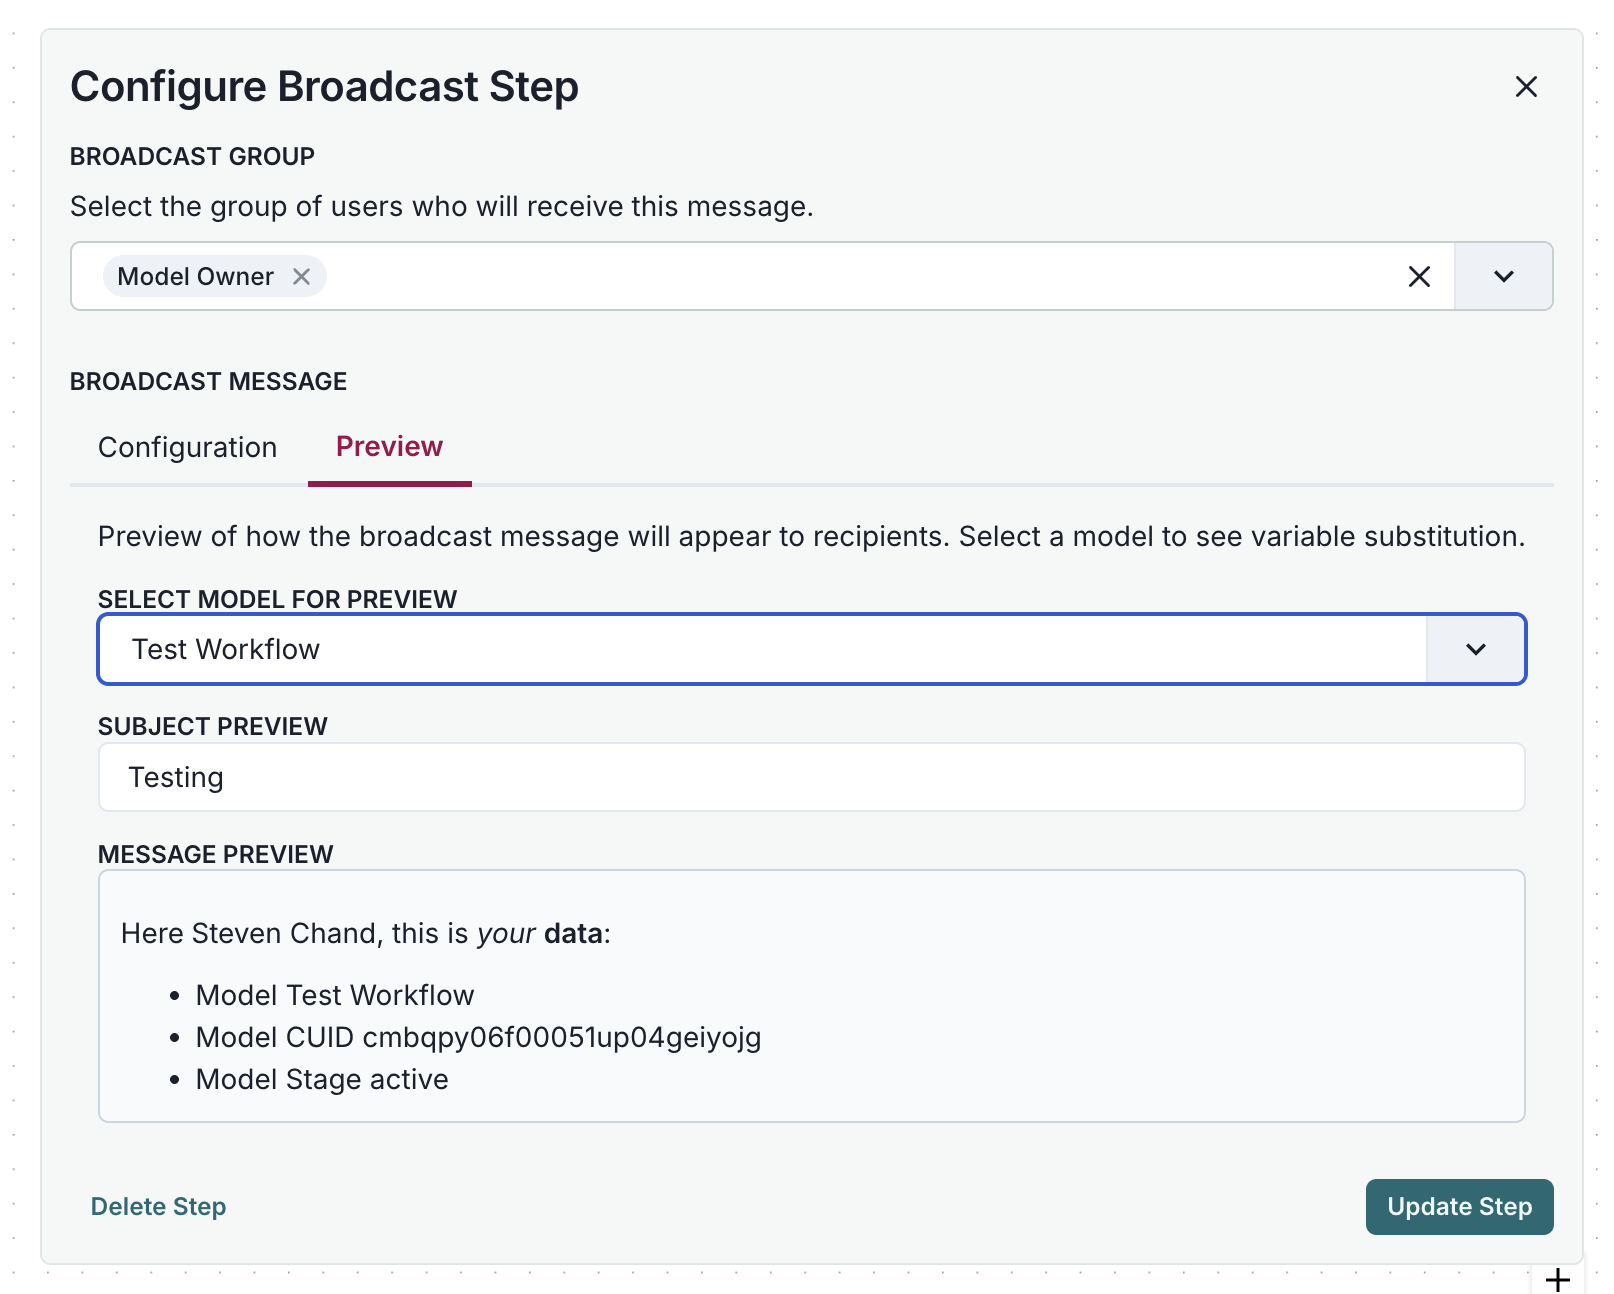 Configure Broadcast Step
BROADCAST GROUP
Select the group of users who will receive this message.
Model Owner
BROADCAST MESSAGE
Configuration Preview
Preview of how the broadcast message will appear to recipients. Select a model to see variable substitution.
SELECT MODEL FOR PREVIEW
Test Workflow
SUBJECT PREVIEW
Testing
MESSAGE PREVIEW
Here Steven Chand, this is your data:
• Model Test Workflow
• Model CUID cmbqpy06f00051up04geiyojg
• Model Stage active
Delete Step Update Step